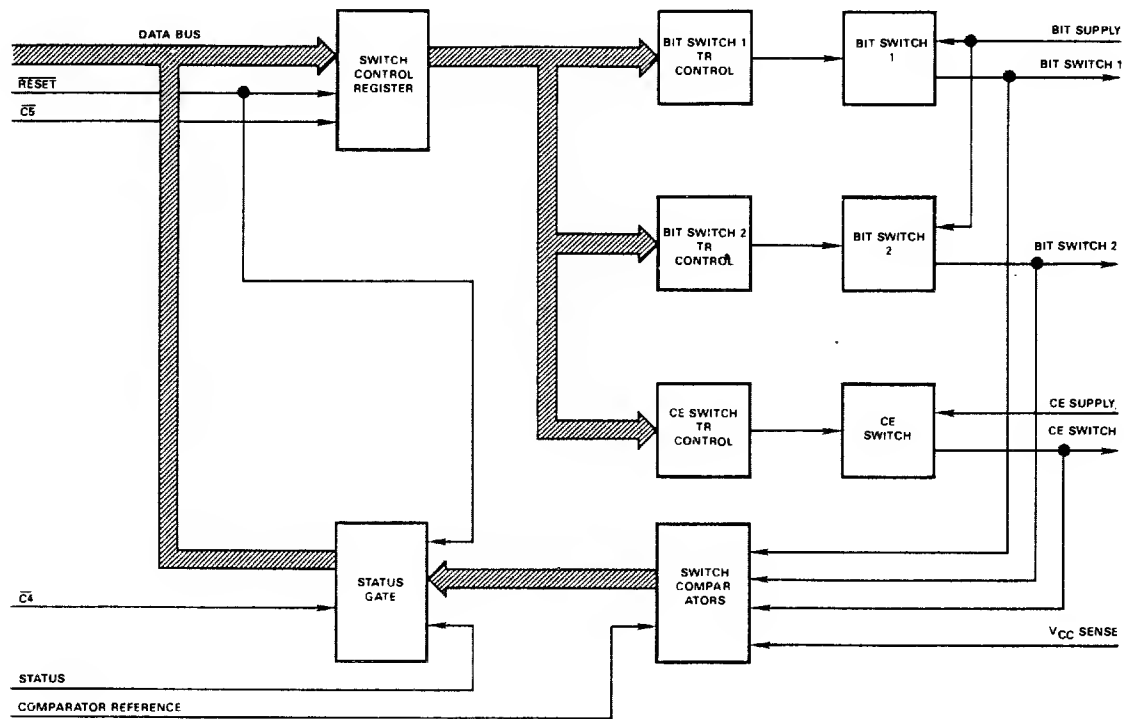 DATA BUS
RESET
C5
SWITCH
CONTROL
REGISTER
BIT SWITCH 1
TR
CONTROL
BIT SWITCH
1
BIT SUPPLY
BIT SWITCH 1
BIT SWITCH 2
TR
CONTROL
BIT SWITCH
2
BIT SWITCH 2
CE SWITCH
TR
CONTROL
CE
SWITCH
CE SUPPLY
CE SWITCH
STATUS
GATE
SWITCH
COMPAR
ATORS
C4
VCC SENSE
STATUS
COMPARATOR REFERENCE